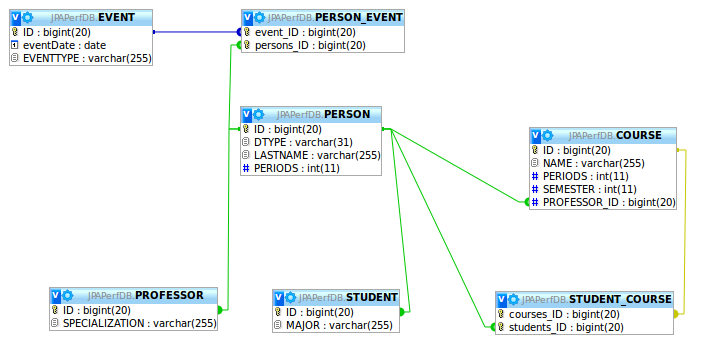 JPAPerfDB.EVENT
ID : bigint(20)
eventDate : date
EVENTTYPE : varchar(255)
JPAPerfDB.PERSON_EVENT
event_ID : bigint(20)
persons_ID : bigint(20)
JPAPerfDB.PERSON
ID : bigint(20)
DTYPE : varchar(31)
LASTNAME : varchar(255)
PERIODS : int(11)
JPAPerfDB.COURSE
ID : bigint(20)
NAME : varchar(255)
PERIODS : int(11)
SEMESTER : int(11)
PROFESSOR_ID : bigint(20)
JPAPerfDB.PROFESSOR
ID : bigint(20)
SPECIALIZATION : varchar(255)
JPAPerfDB.STUDENT
ID : bigint(20)
MAJOR : varchar(255)
JPAPerfDB.STUDENT_COURSE
courses_ID : bigint(20)
students_ID : bigint(20)